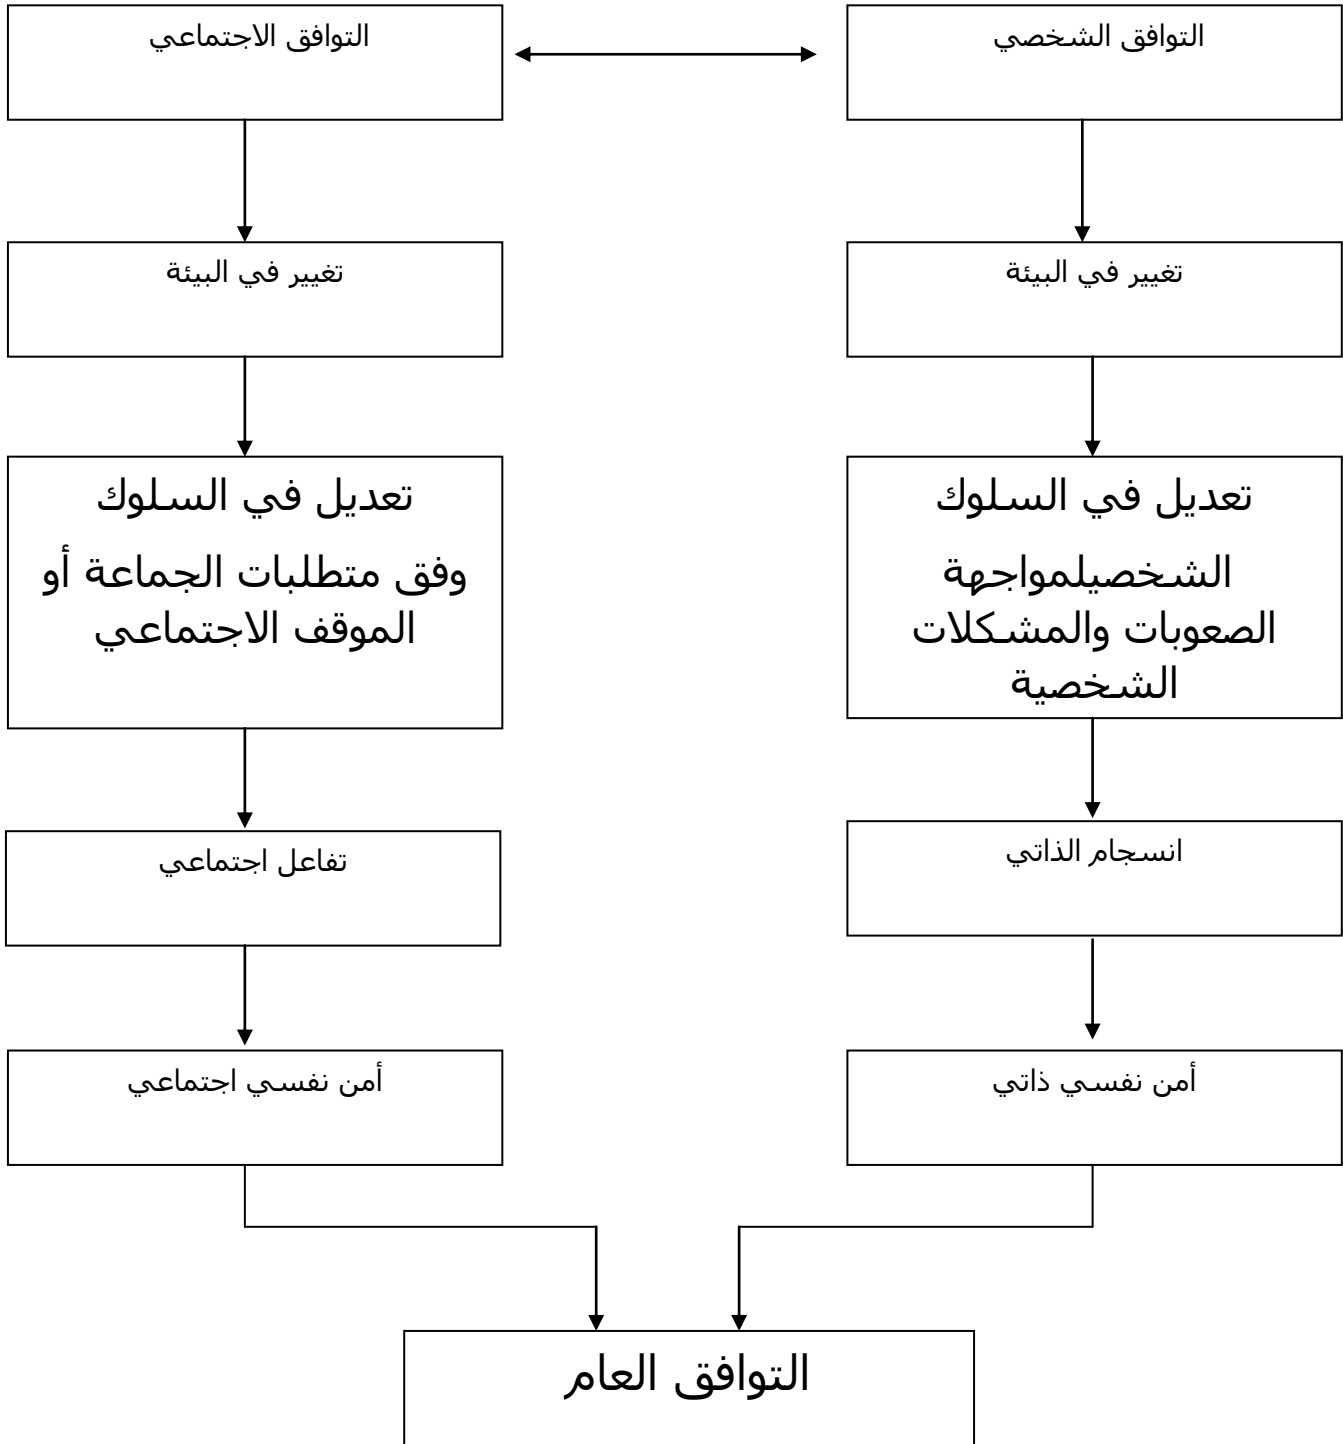 التوافق الشخصي
التوافق الاجتماعي
تغيير في البيئة
تغيير في البيئة
تعديل في السلوك
الشخصيلمواجهة
الصعوبات والمشكلات
الشخصية
تعديل في السلوك
وفق متطلبات الجماعة أو
الموقف الاجتماعي
انسجام الذاتي
تفاعل اجتماعي
أمن نفسي ذاتي
أمن نفسي اجتماعي
التوافق العام